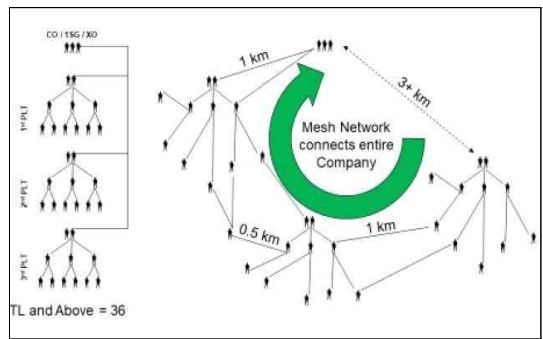 CO / 1SG / XO
1st PLT
2nd PLT
3rd PLT
TL and Above = 36
1 km
3+ km
Mesh Network
connects entire
Company
0.5 km
1 km